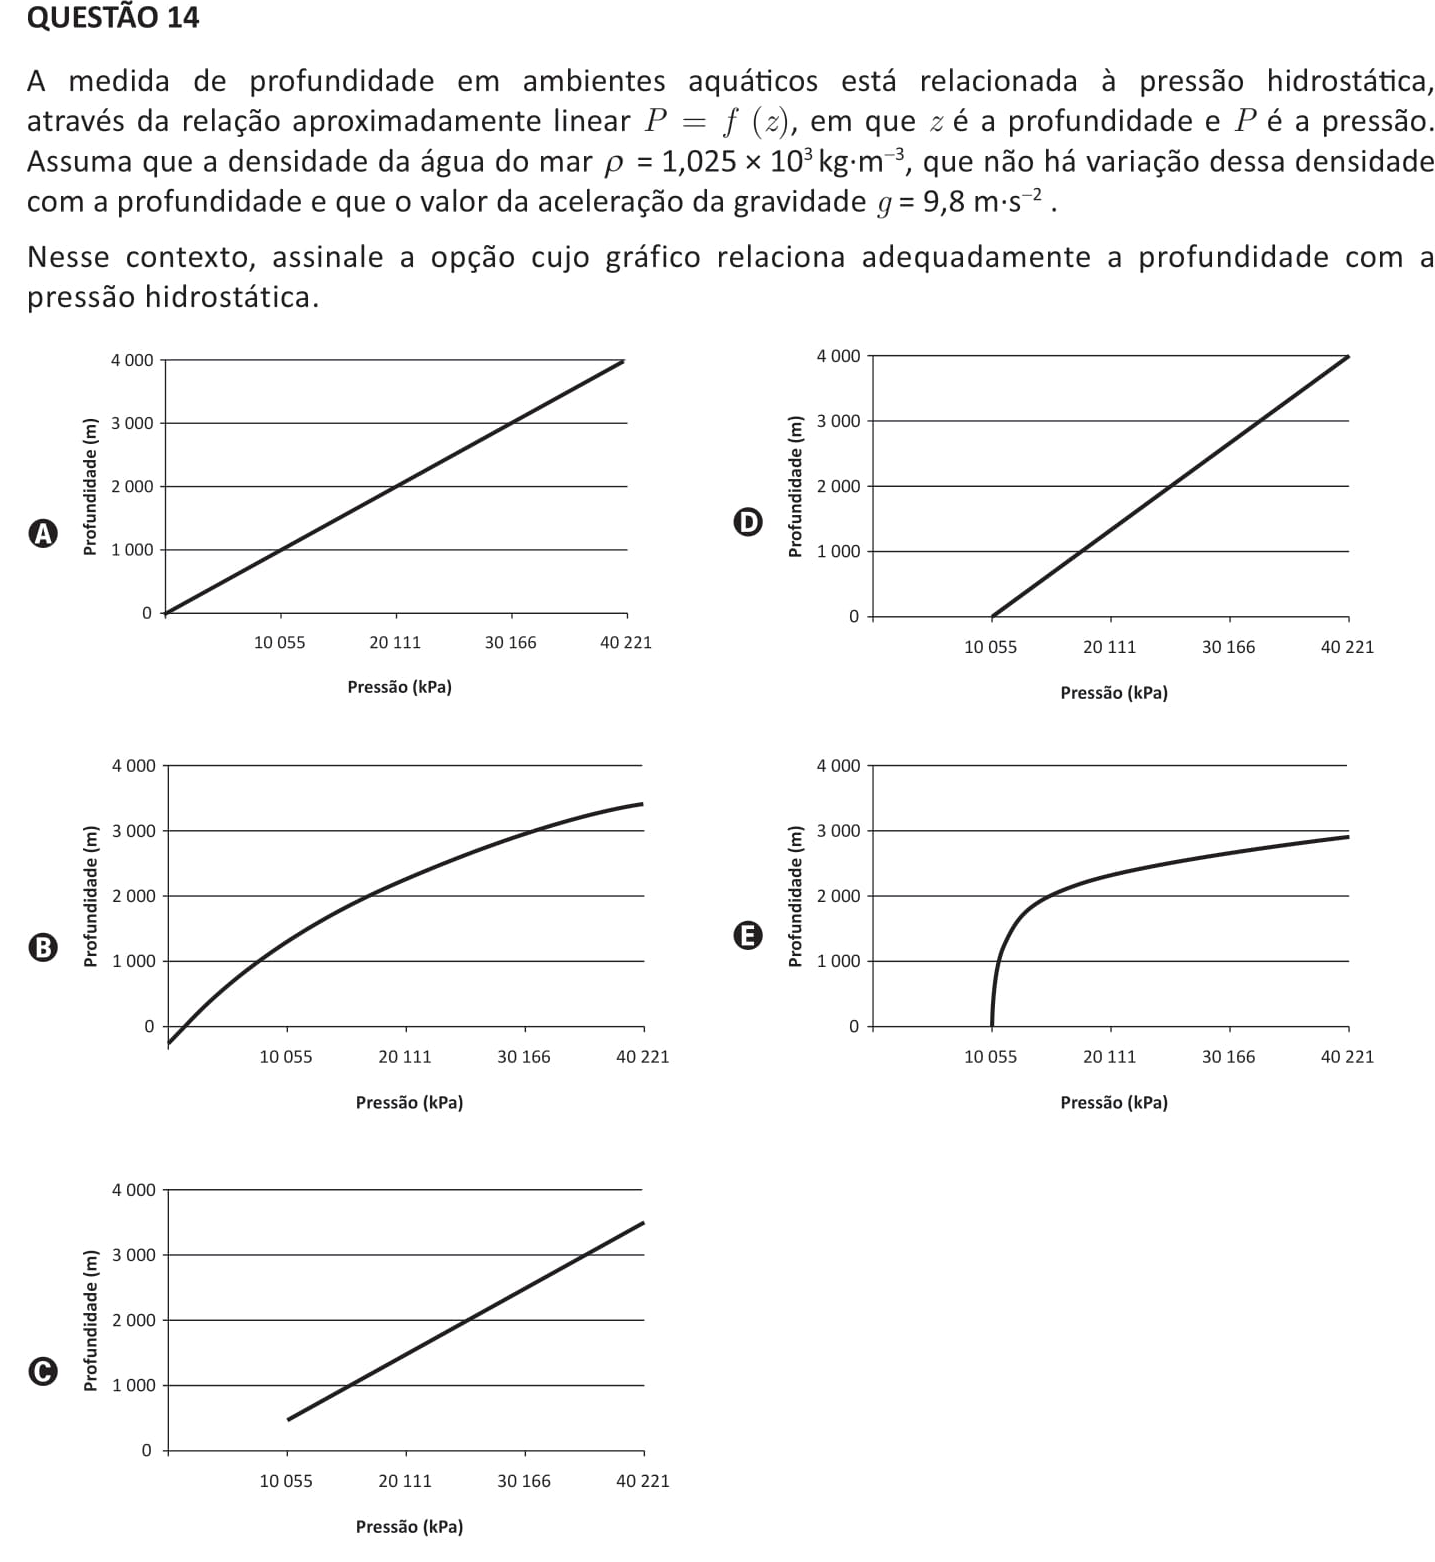 QUESTÃO 14
A medida de profundidade em ambientes aquáticos está relacionada à pressão hidrostática,
através da relação aproximadamente linear P = f (z), em que z é a profundidade e P é a pressão.
Assuma que a densidade da água do mar ρ = 1,025 × 10³ kg·m⁻³, que não há variação dessa densidade
com a profundidade e que o valor da aceleração da gravidade g = 9,8 m·s⁻² .
Nesse contexto, assinale a opção cujo gráfico relaciona adequadamente a profundidade com a
pressão hidrostática.
A
Profundidade (m)
4 000
3 000
2 000
1 000
0
10 055 20 111 30 166 40 221
Pressão (kPa)
D
Profundidade (m)
4 000
3 000
2 000
1 000
0
10 055 20 111 30 166 40 221
Pressão (kPa)
B
Profundidade (m)
4 000
3 000
2 000
1 000
0
10 055 20 111 30 166 40 221
Pressão (kPa)
E
Profundidade (m)
4 000
3 000
2 000
1 000
0
10 055 20 111 30 166 40 221
Pressão (kPa)
C
Profundidade (m)
4 000
3 000
2 000
1 000
0
10 055 20 111 30 166 40 221
Pressão (kPa)